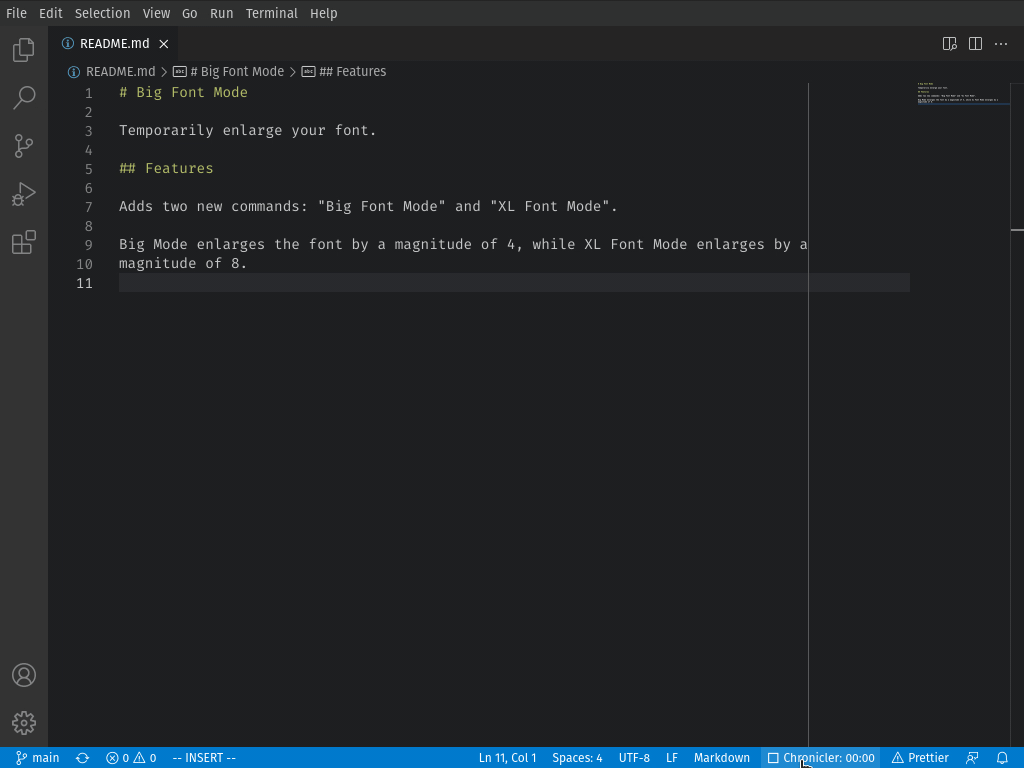 File Edit Selection View Go Run Terminal Help
README.md
README.md # Big Font Mode ## Features
1 # Big Font Mode
2
3 Temporarily enlarge your font.
4
5 ## Features
6
7 Adds two new commands: "Big Font Mode" and "XL Font Mode".
8
9 Big Mode enlarges the font by a magnitude of 4, while XL Font Mode enlarges by a
10 magnitude of 8.
11
main 0 0 -- INSERT -- Ln 11, Col 1 Spaces: 4 UTF-8 LF Markdown Chronicler: 00:00 Prettier